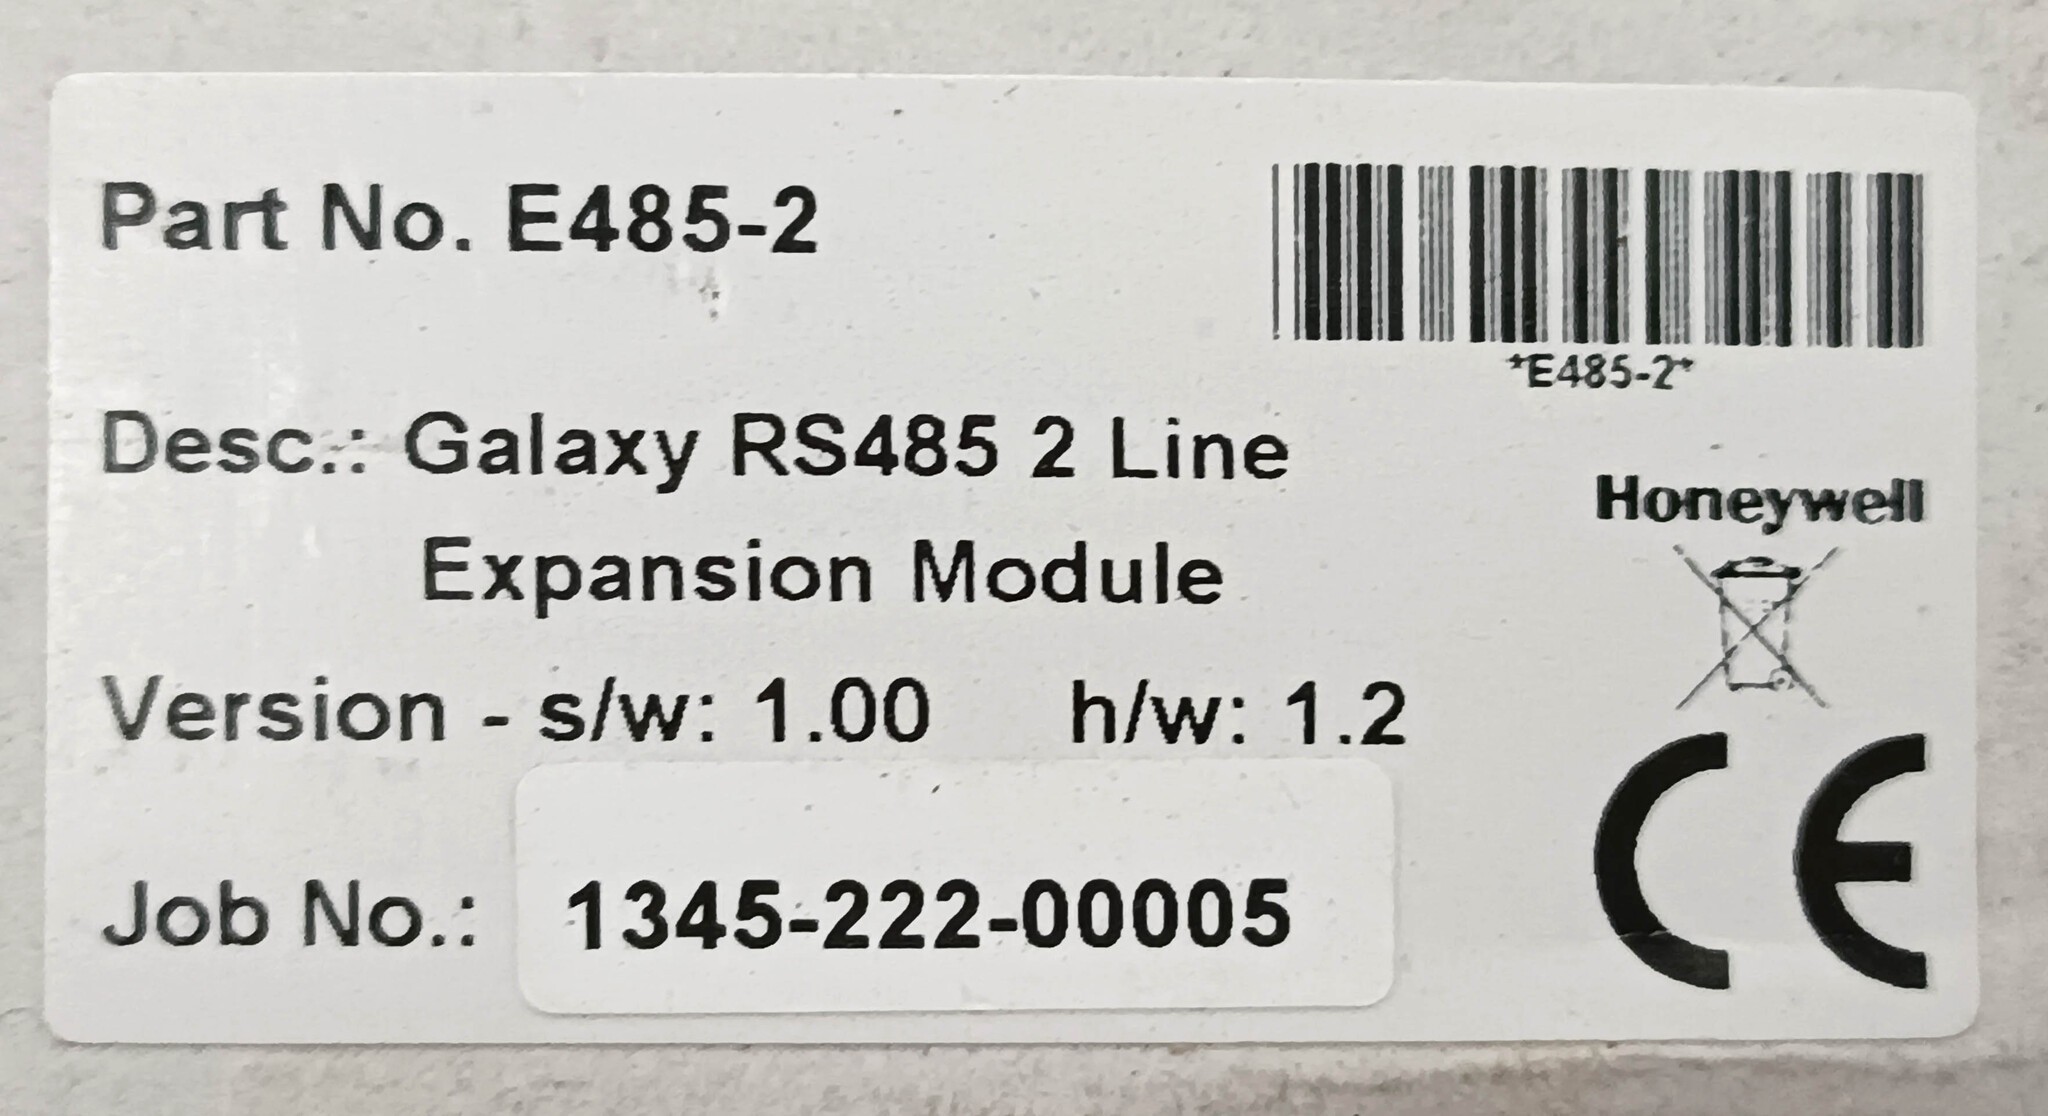 Part No. E485-2
*E485-2*
Desc.: Galaxy RS485 2 Line
Expansion Module
Honeywell
Version - s/w: 1.00 h/w: 1.2
Job No.: 1345-222-00005
CE